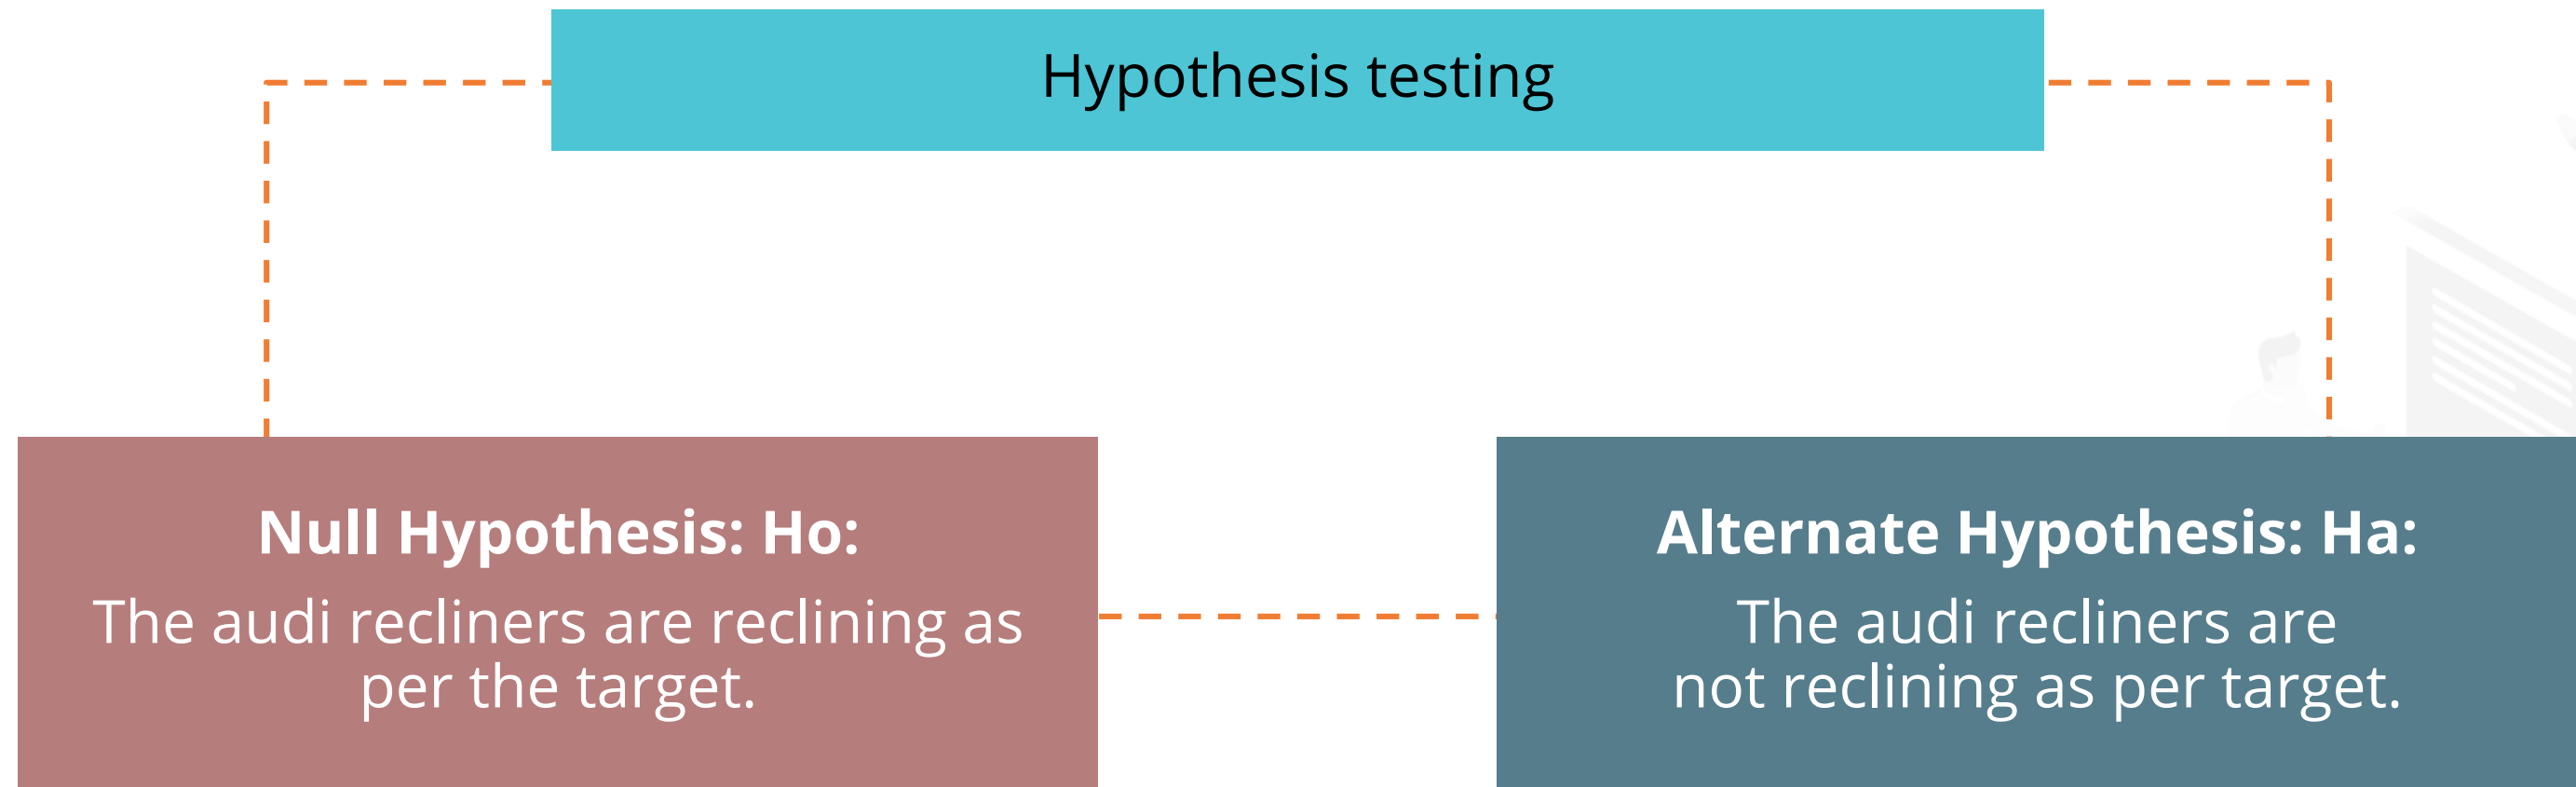 Hypothesis testing
Null Hypothesis: Ho:
The audi recliners are reclining as
per the target.
Alternate Hypothesis: Ha:
The audi recliners are
not reclining as per target.